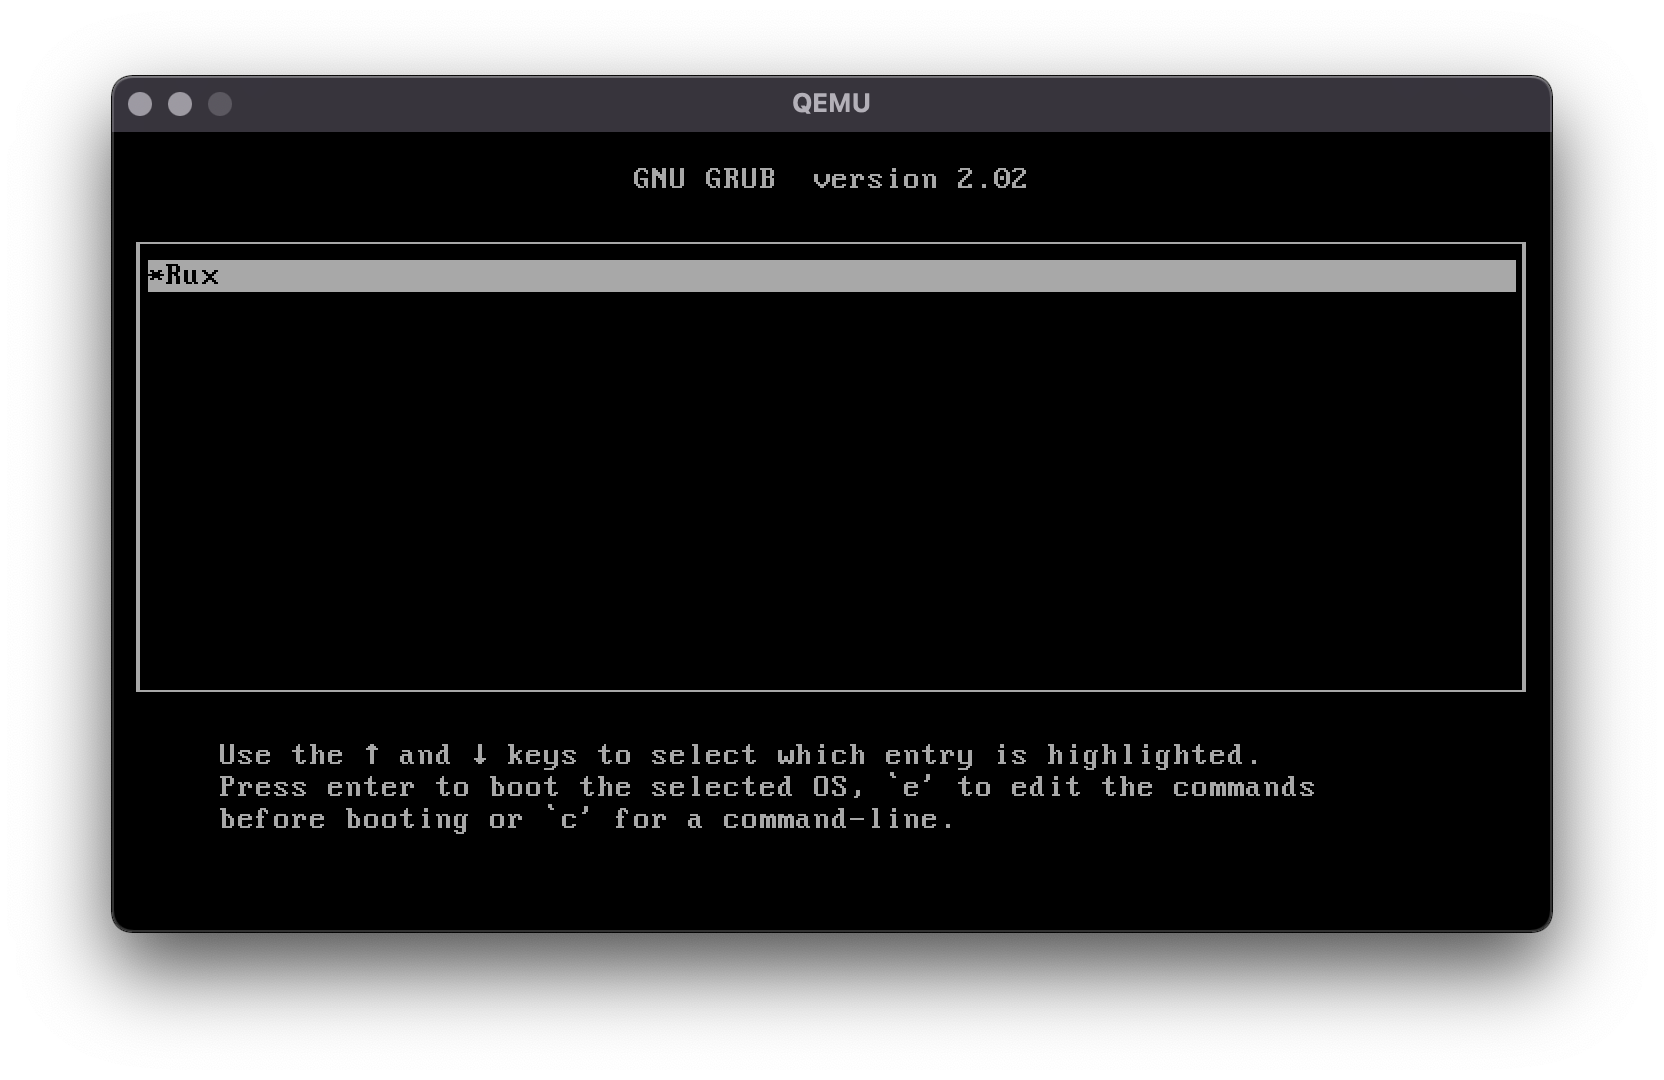 QEMU
GNU GRUB  version 2.02
*Rux
Use the ↑ and ↓ keys to select which entry is highlighted.
Press enter to boot the selected OS, `e' to edit the commands
before booting or `c' for a command-line.